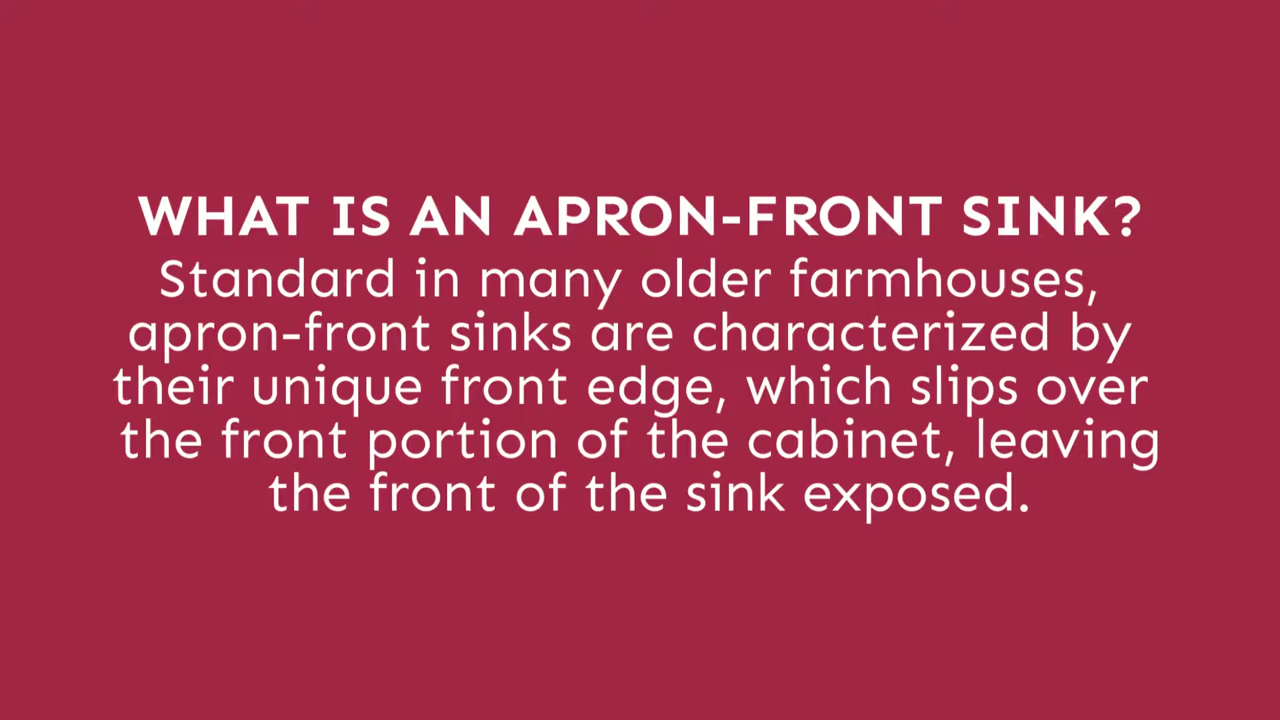 WHAT IS AN APRON-FRONT SINK?
Standard in many older farmhouses,
apron-front sinks are characterized by
their unique front edge, which slips over
the front portion of the cabinet, leaving
the front of the sink exposed.